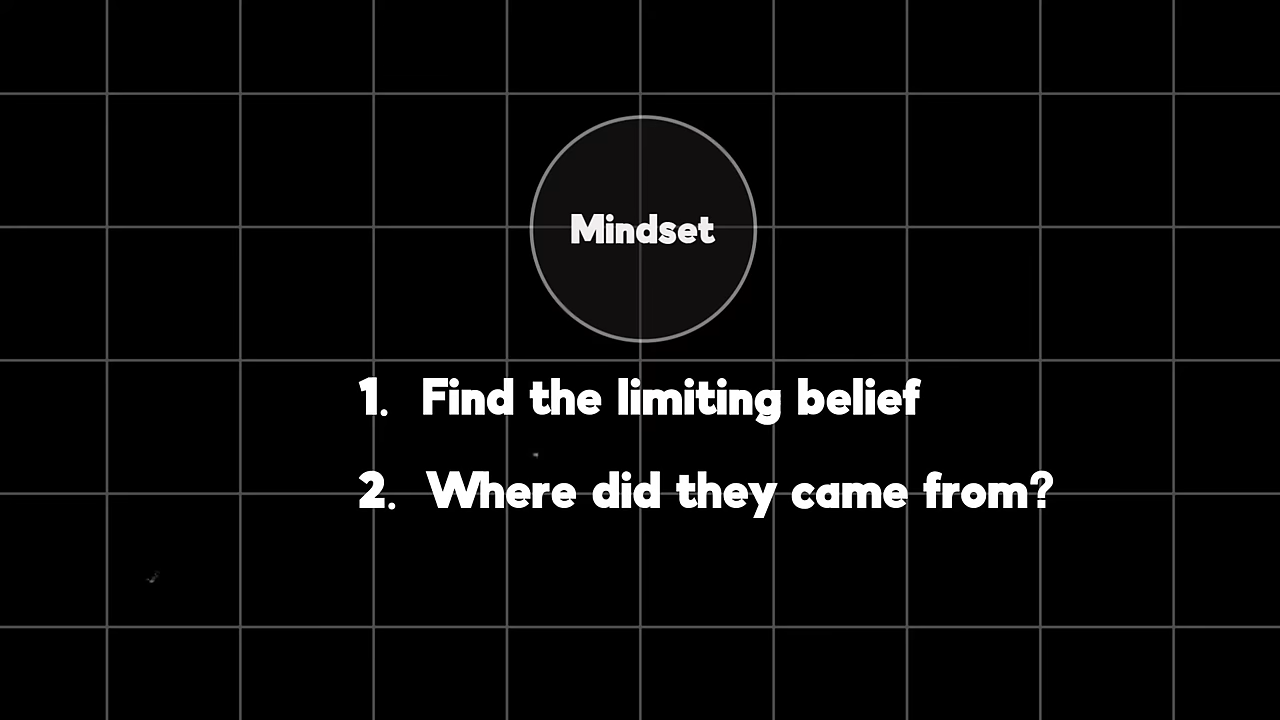 Mindset
1. Find the limiting belief
2. Where did they came from?